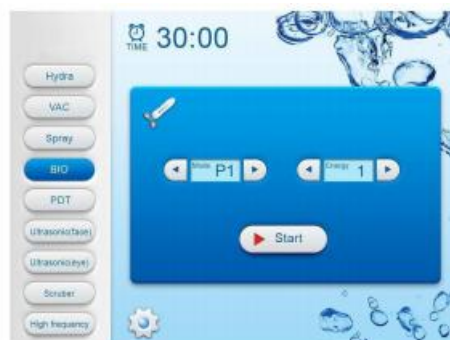 TIME 30:00
Hydra
VAC
Spray
BIO
PDT
Ultrasonic(face)
Ultrasonic(eye)
Scruber
High frequency
Mode P1
Energy 1
Start